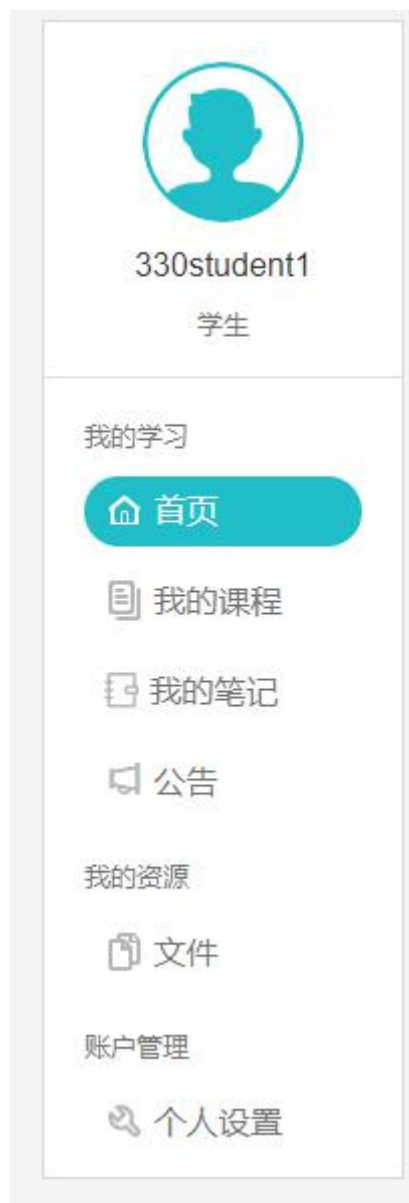 330student1
学生
我的学习
首页
我的课程
我的笔记
公告
我的资源
文件
账户管理
个人设置